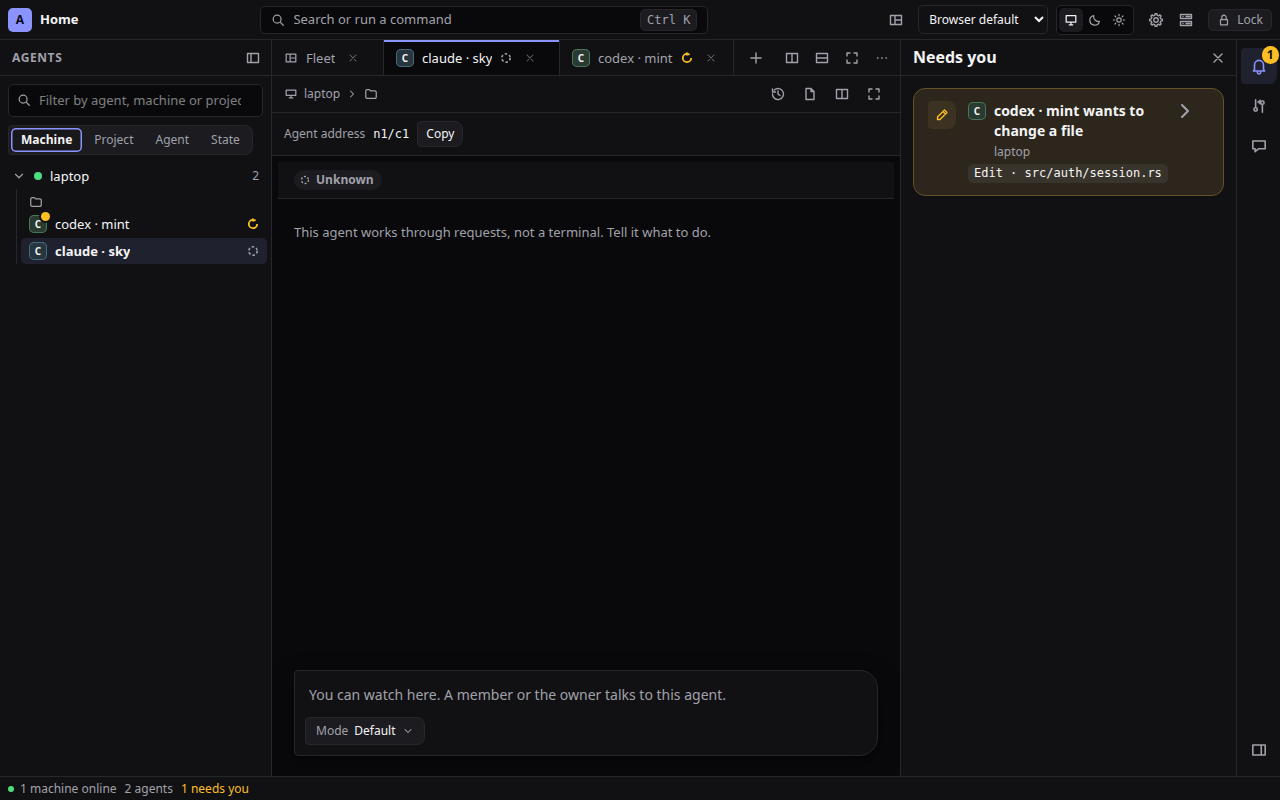 A Home
Search or run a command Ctrl K
Browser default
Lock
AGENTS
Filter by agent, machine or projec
Machine Project Agent State
laptop 2
C codex · mint
C claude · sky
Fleet
C claude · sky
C codex · mint
laptop
Agent address n1/c1 Copy
Unknown
This agent works through requests, not a terminal. Tell it what to do.
You can watch here. A member or the owner talks to this agent.
Mode Default
Needs you
C codex · mint wants to
change a file
laptop
Edit · src/auth/session.rs
1
1 machine online 2 agents 1 needs you